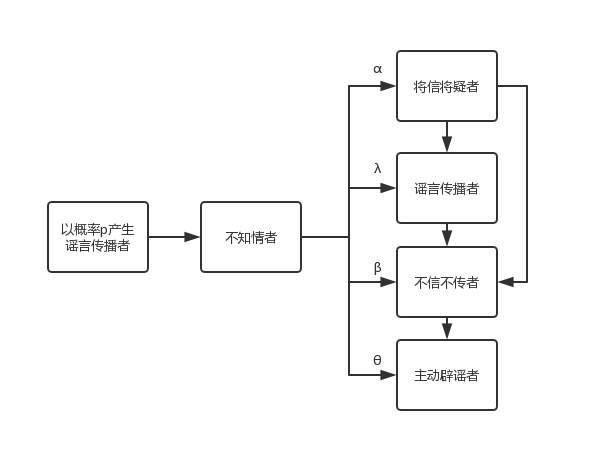 α
将信将疑者
λ
谣言传播者
以概率p产生
谣言传播者
不知情者
β
不信不传者
θ
主动辟谣者